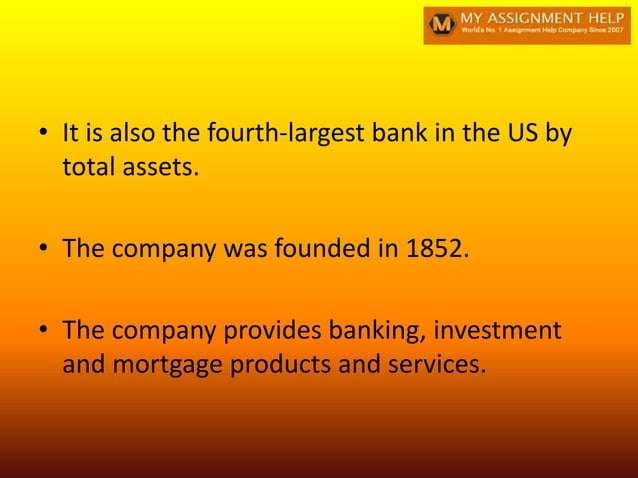 MY ASSIGNMENT HELP
World's No. 1 Assignment Help Company Since 2007
• It is also the fourth-largest bank in the US by
total assets.
• The company was founded in 1852.
• The company provides banking, investment
and mortgage products and services.